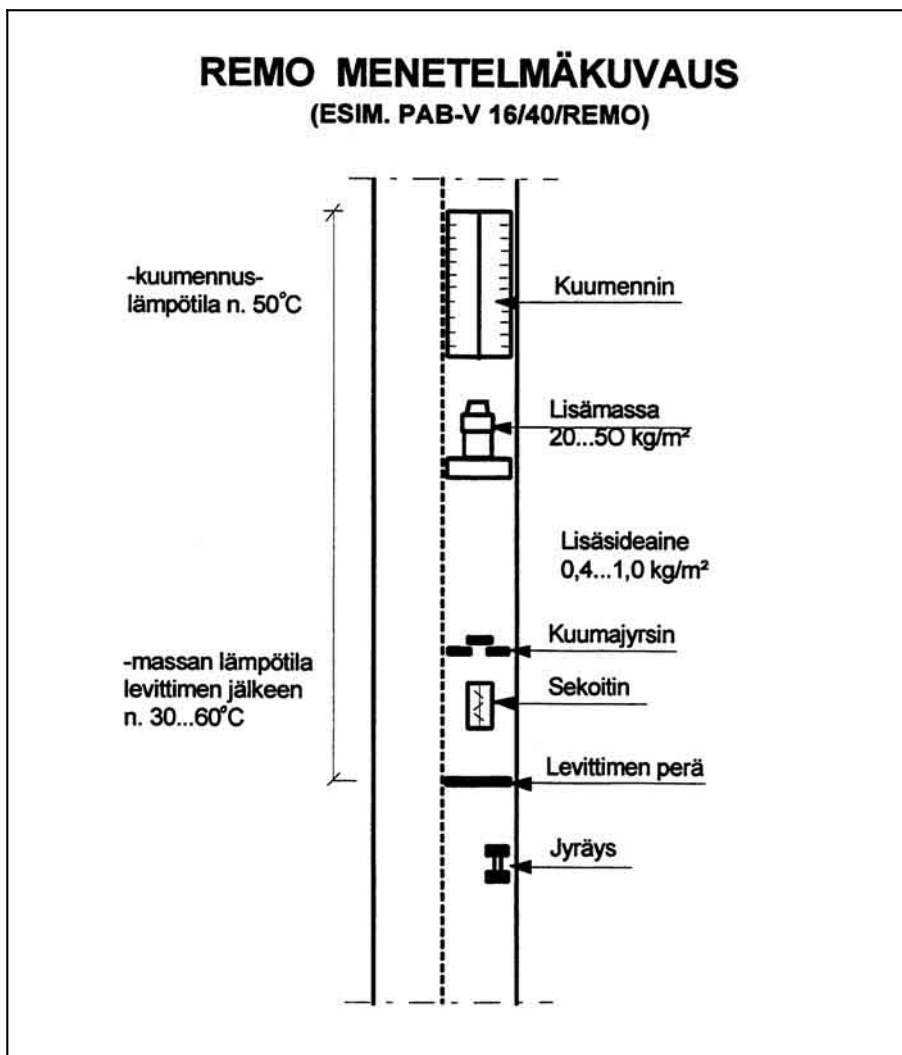 REMO MENETELMÄKUVAUS
(ESIM. PAB-V 16/40/REMO)
-kuumennus-
lämpötila n. 50°C
Kuumennin
Lisämassa
20...50 kg/m²
Lisäsideaine
0,4...1,0 kg/m²
Kuumajyrsin
-massan lämpötila
levittimen jälkeen
n. 30...60°C
Sekoitin
Levittimen perä
Jyräys